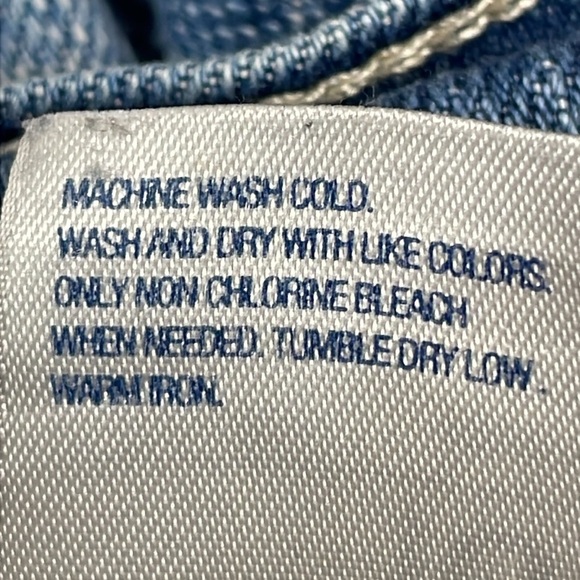 MACHINE WASH COLD.
WASH AND DRY WITH LIKE COLORS.
ONLY NON CHLORINE BLEACH
WHEN NEEDED. TUMBLE DRY LOW.
WARM IRON.